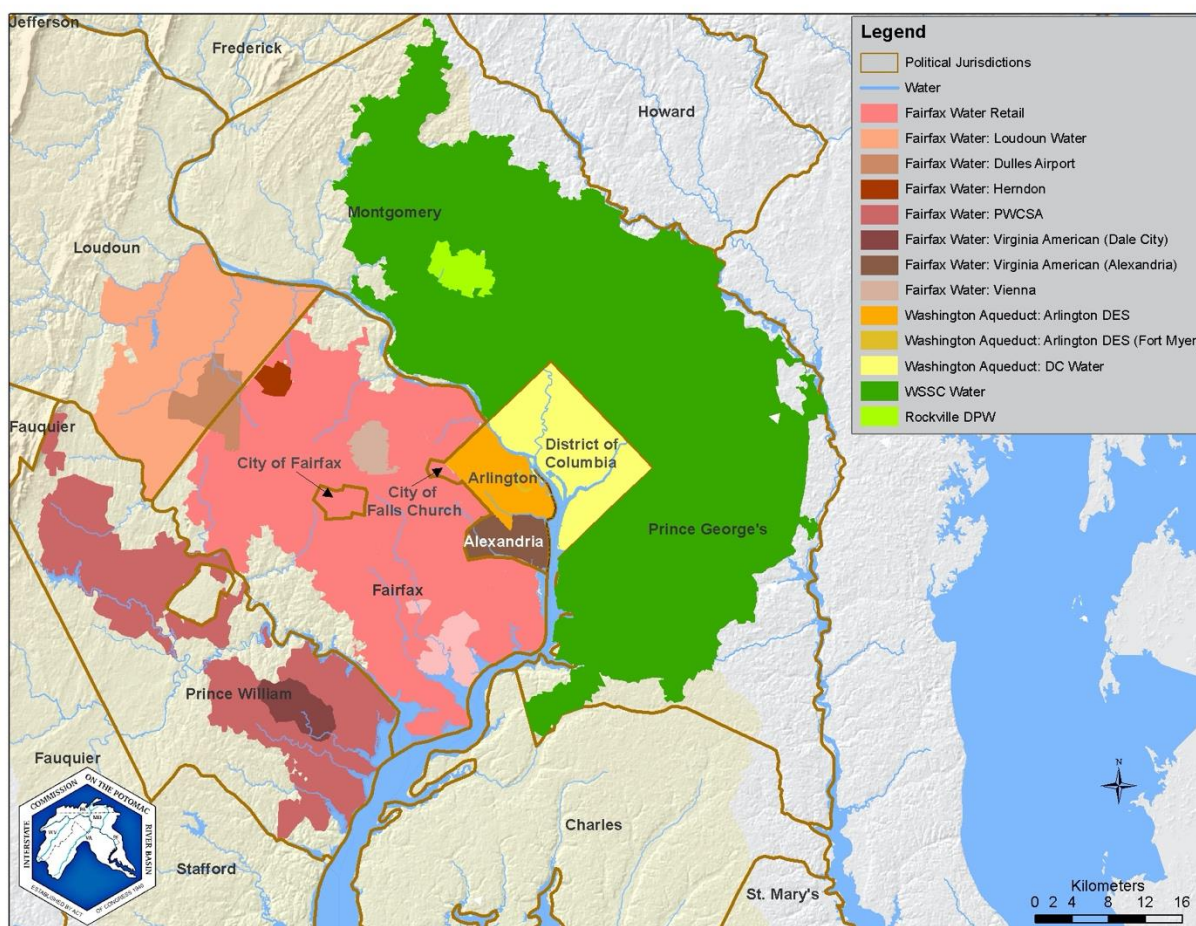 Jefferson
Frederick
Howard
Montgomery
Loudoun
Fauquier
City of Fairfax
City of
Falls Church
Arlington
District of
Columbia
Alexandria
Prince George's
Fairfax
Prince William
Fauquier
Stafford
Charles
St. Mary's
Legend
Political Jurisdictions
Water
Fairfax Water Retail
Fairfax Water: Loudoun Water
Fairfax Water: Dulles Airport
Fairfax Water: Herndon
Fairfax Water: PWCSA
Fairfax Water: Virginia American (Dale City)
Fairfax Water: Virginia American (Alexandria)
Fairfax Water: Vienna
Washington Aqueduct: Arlington DES
Washington Aqueduct: Arlington DES (Fort Myer
Washington Aqueduct: DC Water
WSSC Water
Rockville DPW
N
Kilometers
0 2 4 8 12 16
INTERSTATE COMMISSION ON THE POTOMAC RIVER BASIN
ESTABLISHED BY ACT OF CONGRESS 1940
MD
VA